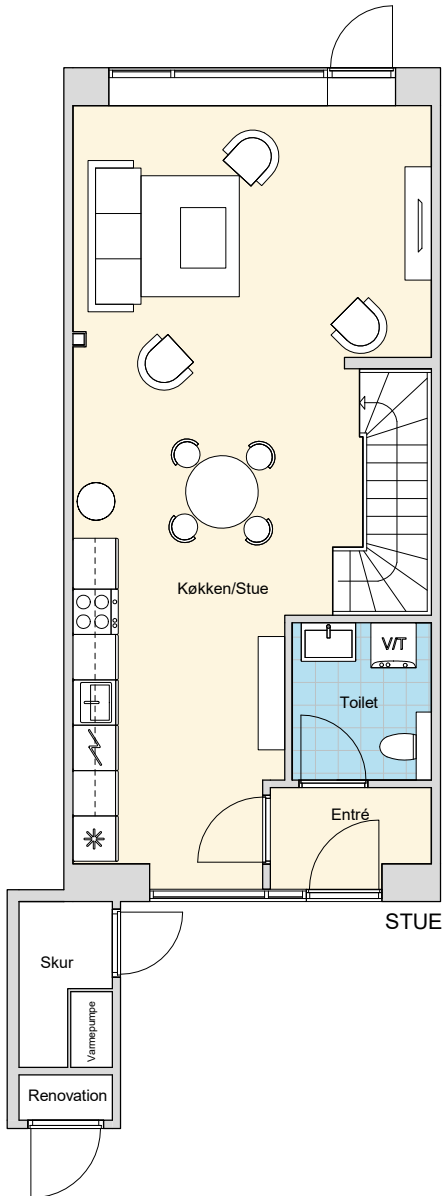 Køkken/Stue
V/T
Toilet
Entré
STUE
Skur
Varmepumpe
Renovation